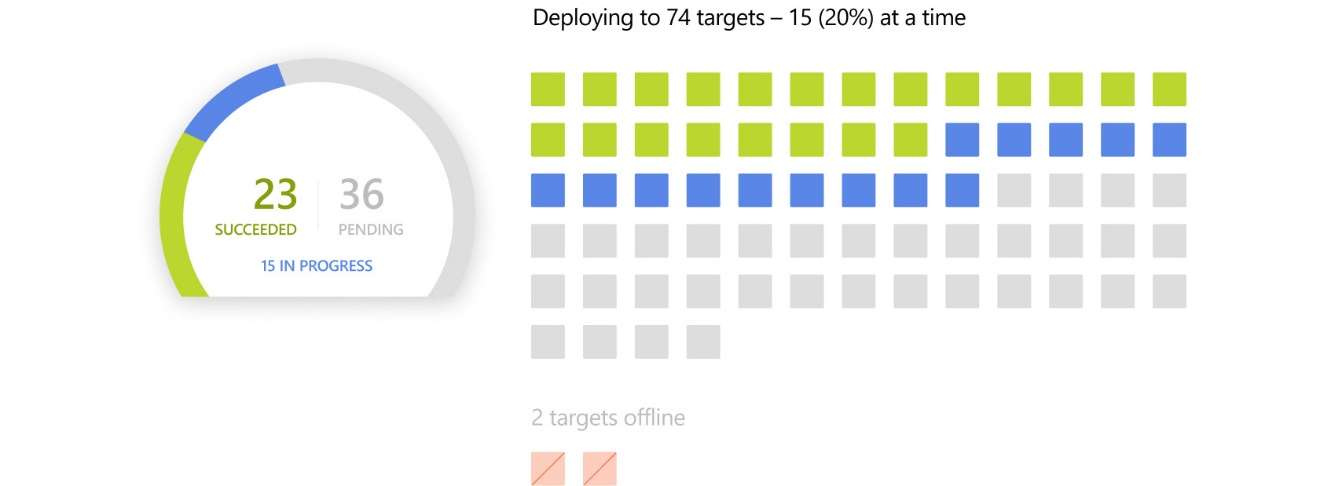 Deploying to 74 targets – 15 (20%) at a time
23
36
SUCCEEDED
PENDING
15 IN PROGRESS
2 targets offline